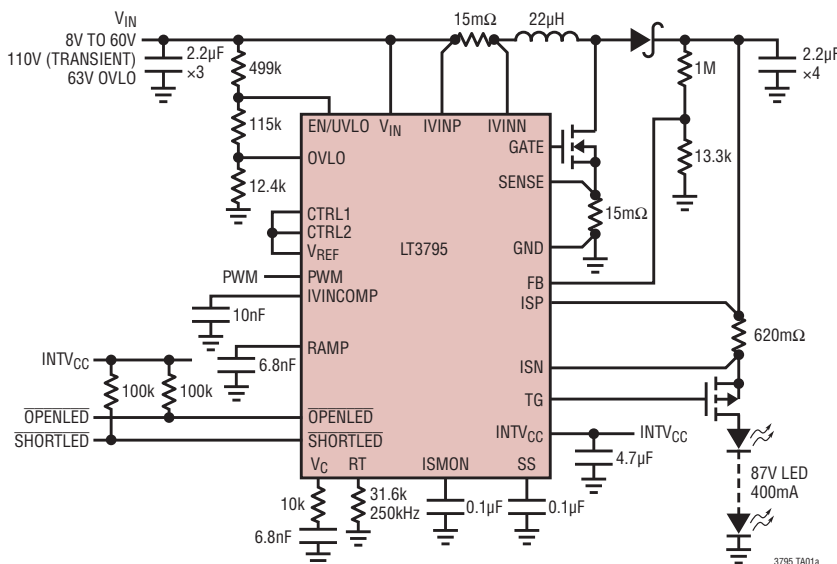 V_IN
8V TO 60V
110V (TRANSIENT)
63V OVLO
2.2µF
×3
499k
115k
12.4k
15mΩ
22µH
1M
13.3k
2.2µF
×4
EN/UVLO
V_IN
IVINP
IVINN
OVLO
GATE
SENSE
15mΩ
CTRL1
CTRL2
V_REF
LT3795
GND
PWM
PWM
FB
IVINCOMP
ISP
10nF
620mΩ
RAMP
6.8nF
INTV_CC
100k
100k
ISN
TG
OPENLED
OPENLED
SHORTLED
SHORTLED
INTV_CC
INTV_CC
4.7µF
87V LED
400mA
V_C
RT
ISMON
SS
10k
6.8nF
31.6k
250kHz
0.1µF
0.1µF
3795 TA01a